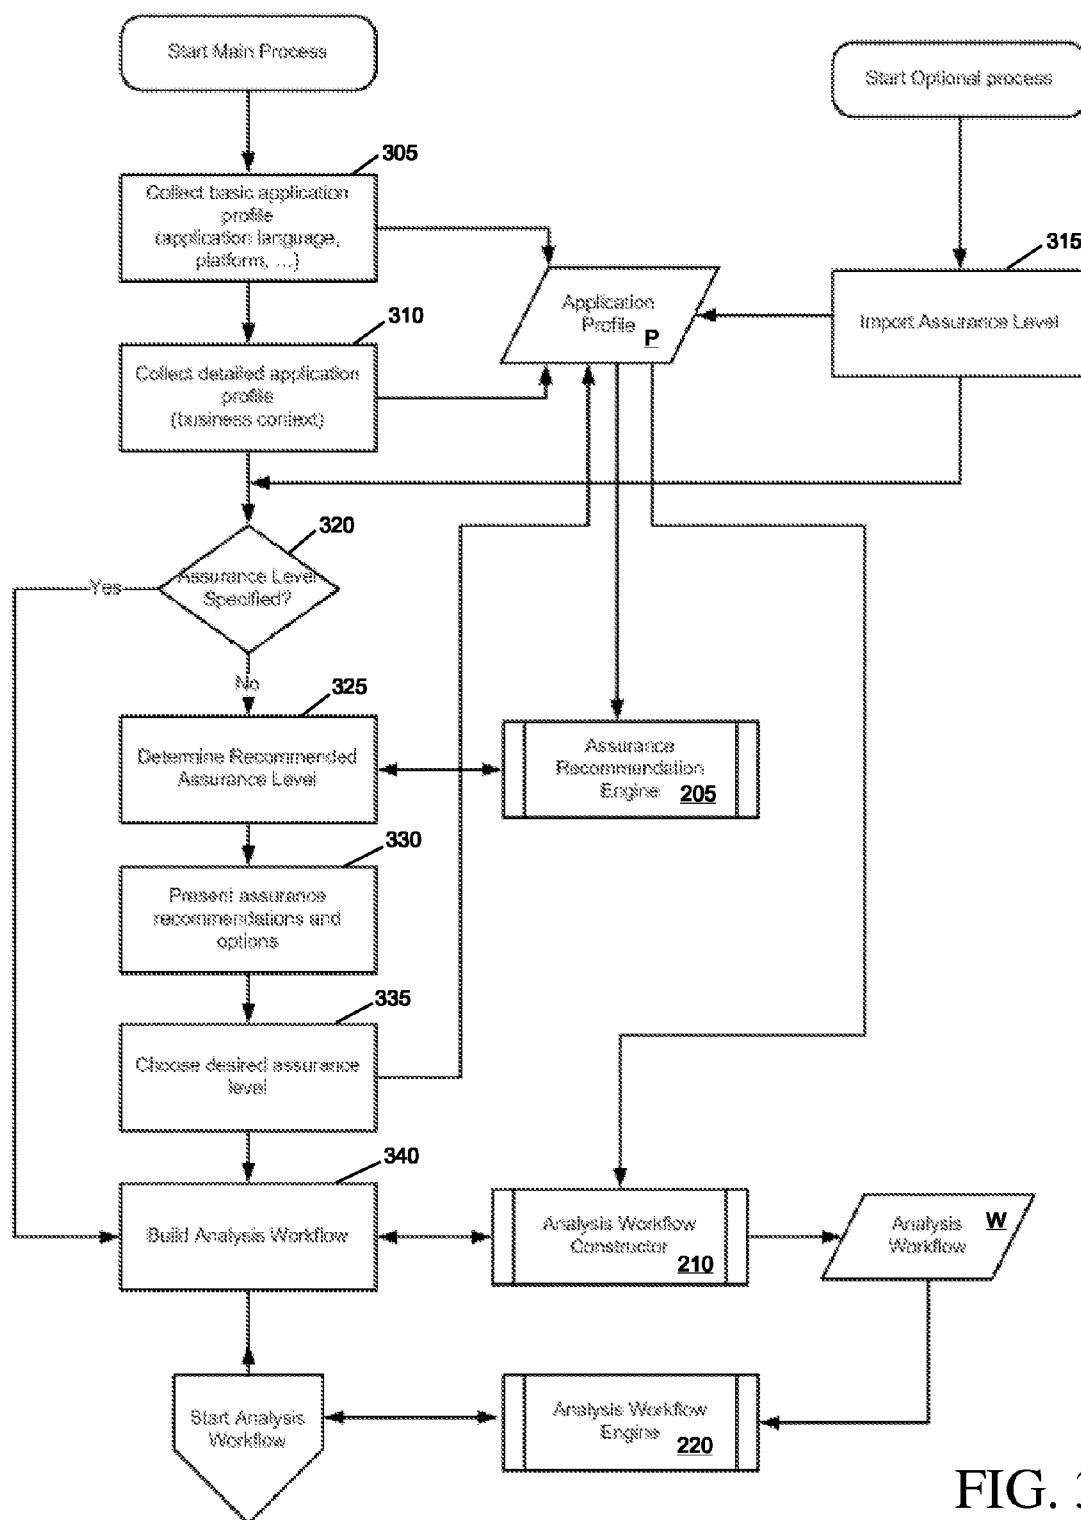 Start Main Process
Start Optional process
305
Collect basic application
profile
(application language,
platform, ...)
315
Application
Profile
P
Import Assurance Level
310
Collect detailed application
profile
(business context)
320
Assurance Level
Specified?
Yes
No
325
Determine Recommended
Assurance Level
Assurance
Recommendation
Engine
205
330
Present assurance
recommendations and
options
335
Choose desired assurance
level
340
Build Analysis Workflow
Analysis Workflow
Constructor
210
Analysis
Workflow
W
Start Analysis
Workflow
Analysis Workflow
Engine
220
FIG. 3